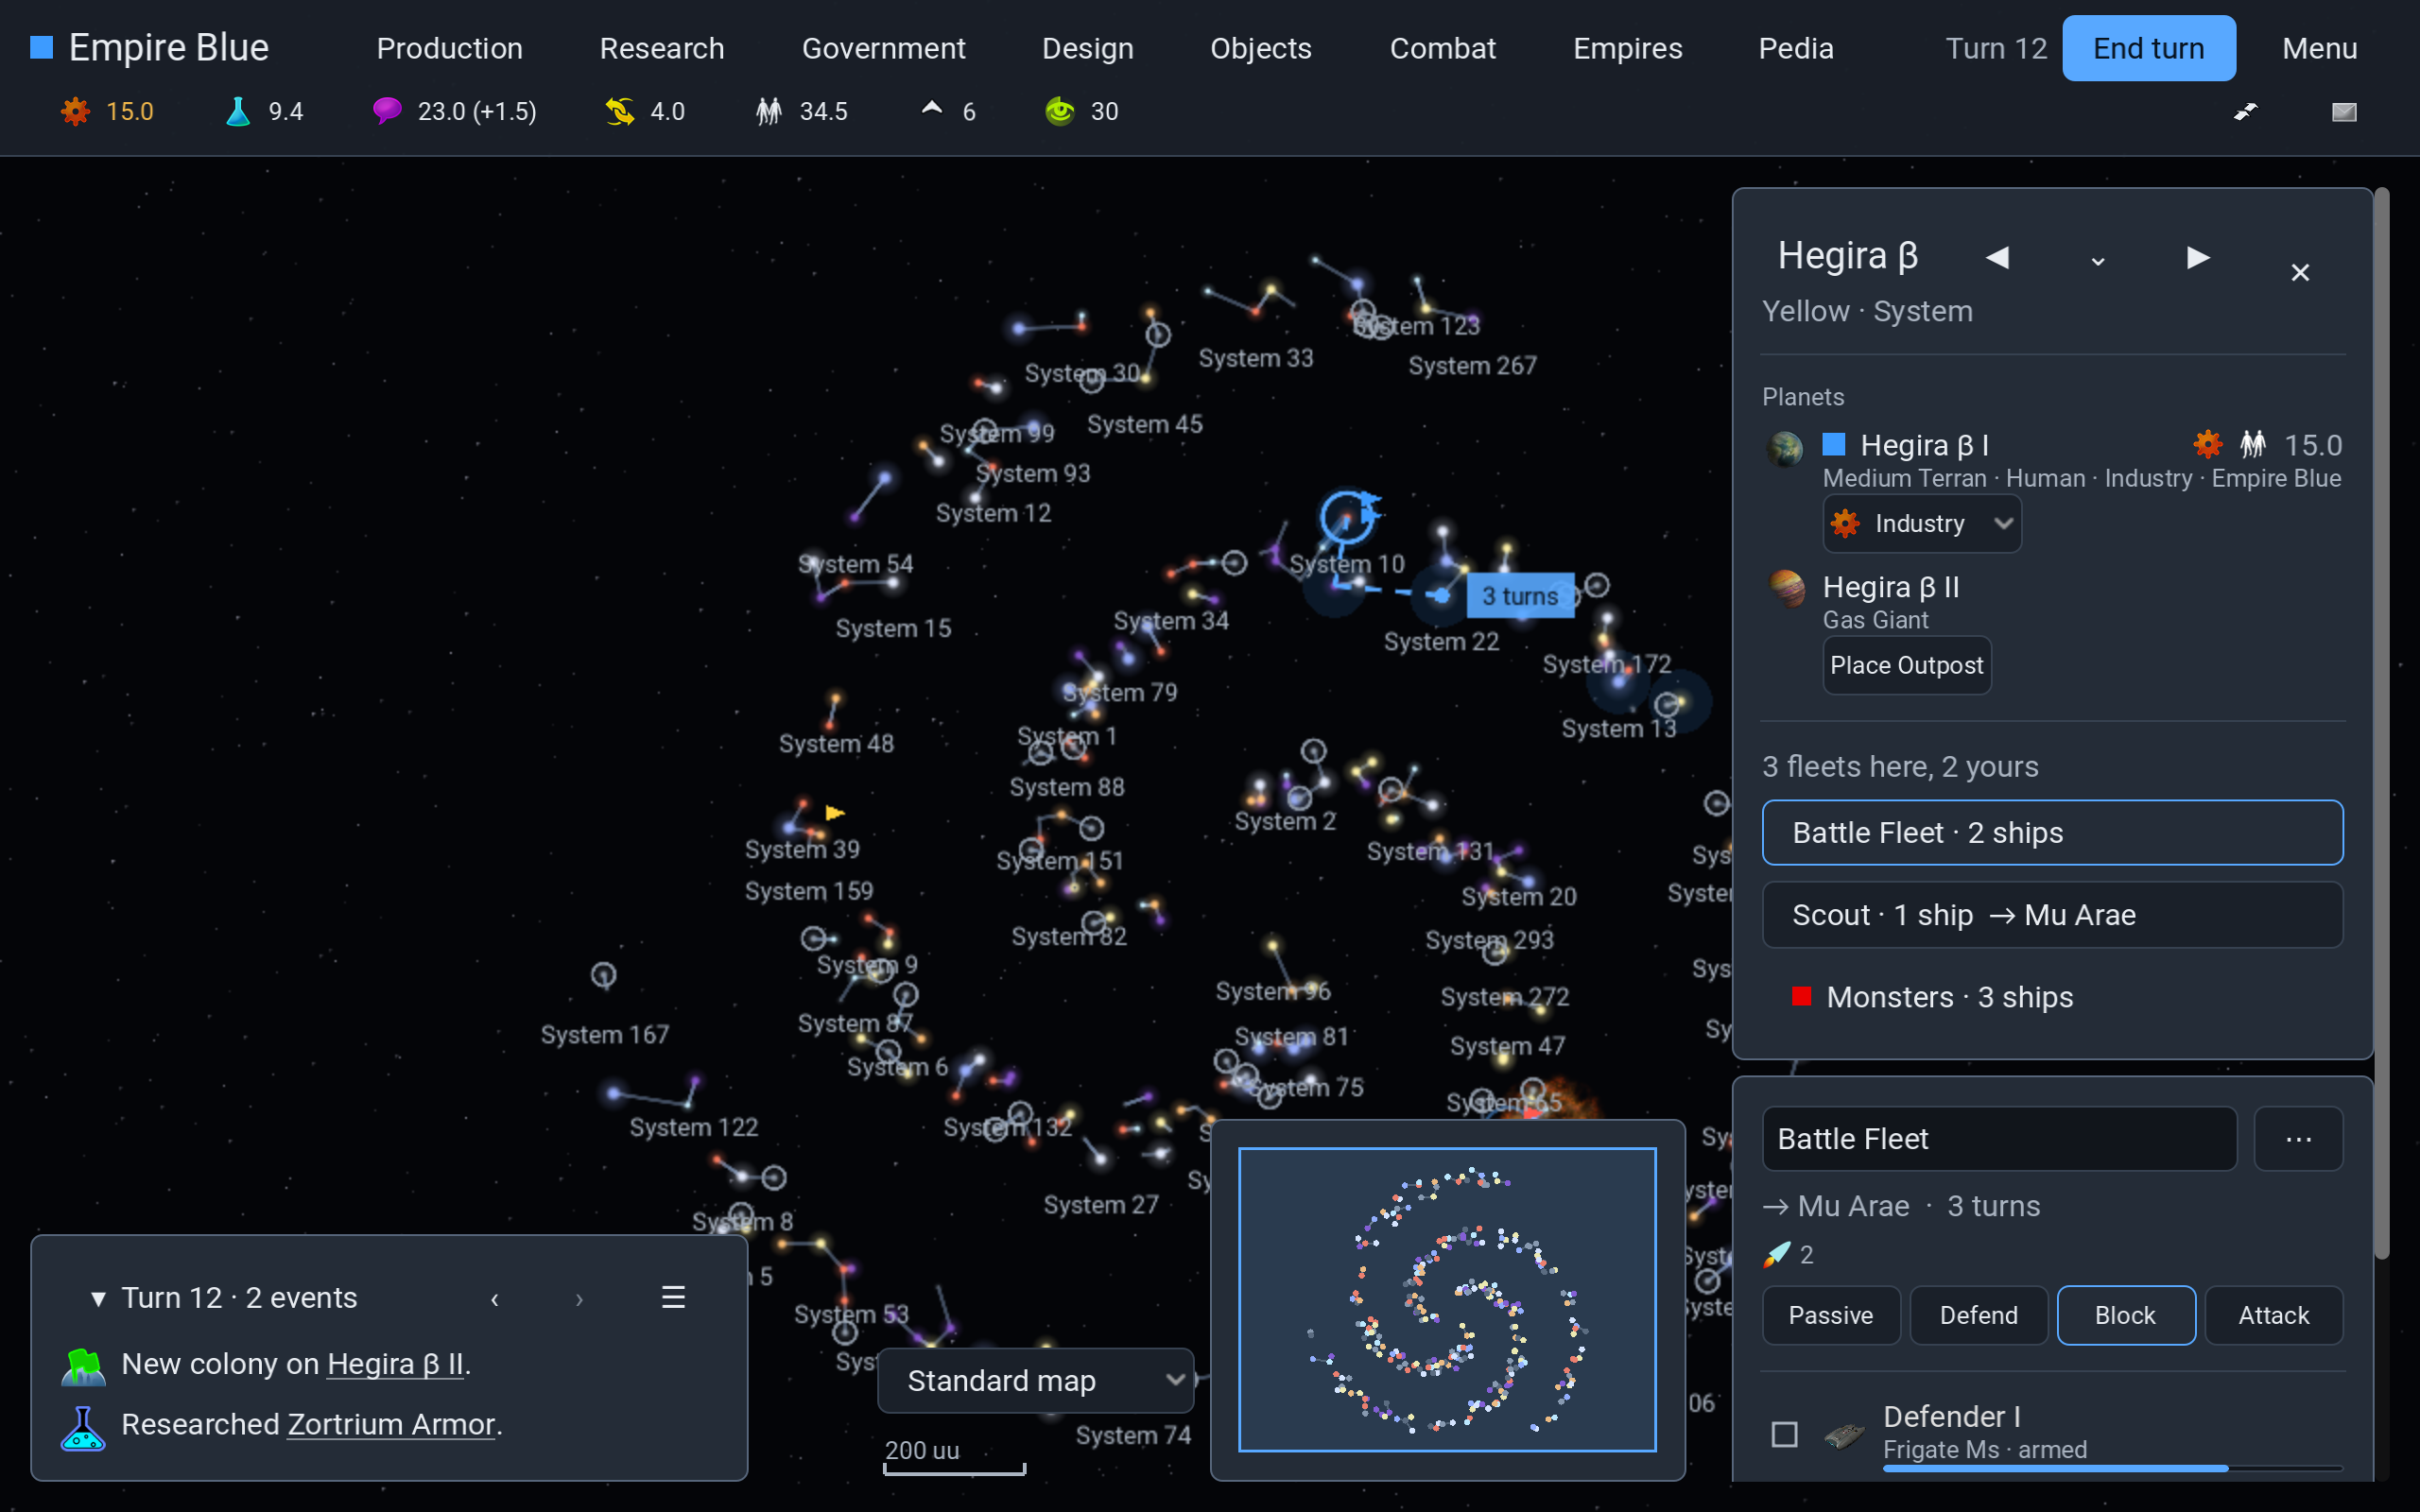 Empire Blue
Production
Research
Government
Design
Objects
Combat
Empires
Pedia
Turn 12
End turn
Menu
15.0
9.4
23.0 (+1.5)
4.0
34.5
6
30
System 123
System 33
System 267
System 30
System 45
System 99
System 93
System 12
System 54
System 10
System 15
System 34
3 turns
System 22
System 172
System 79
System 13
System 1
System 48
System 88
System 2
System 39
System 151
System 131
System 159
System 20
System 82
System 293
System 9
System 96
System 272
System 87
System 167
System 81
System 47
System 6
System 75
System 65
System 122
System 132
System 27
System 8
System 53
System 74
Hegira β
Yellow · System
Planets
Hegira β I
15.0
Medium Terran · Human · Industry · Empire Blue
Industry
Hegira β II
Gas Giant
Place Outpost
3 fleets here, 2 yours
Battle Fleet · 2 ships
Scout · 1 ship → Mu Arae
Monsters · 3 ships
Battle Fleet
...
→ Mu Arae · 3 turns
2
Passive
Defend
Block
Attack
Defender I
Frigate Ms · armed
Turn 12 · 2 events
New colony on Hegira β II.
Researched Zortrium Armor.
Standard map
200 uu